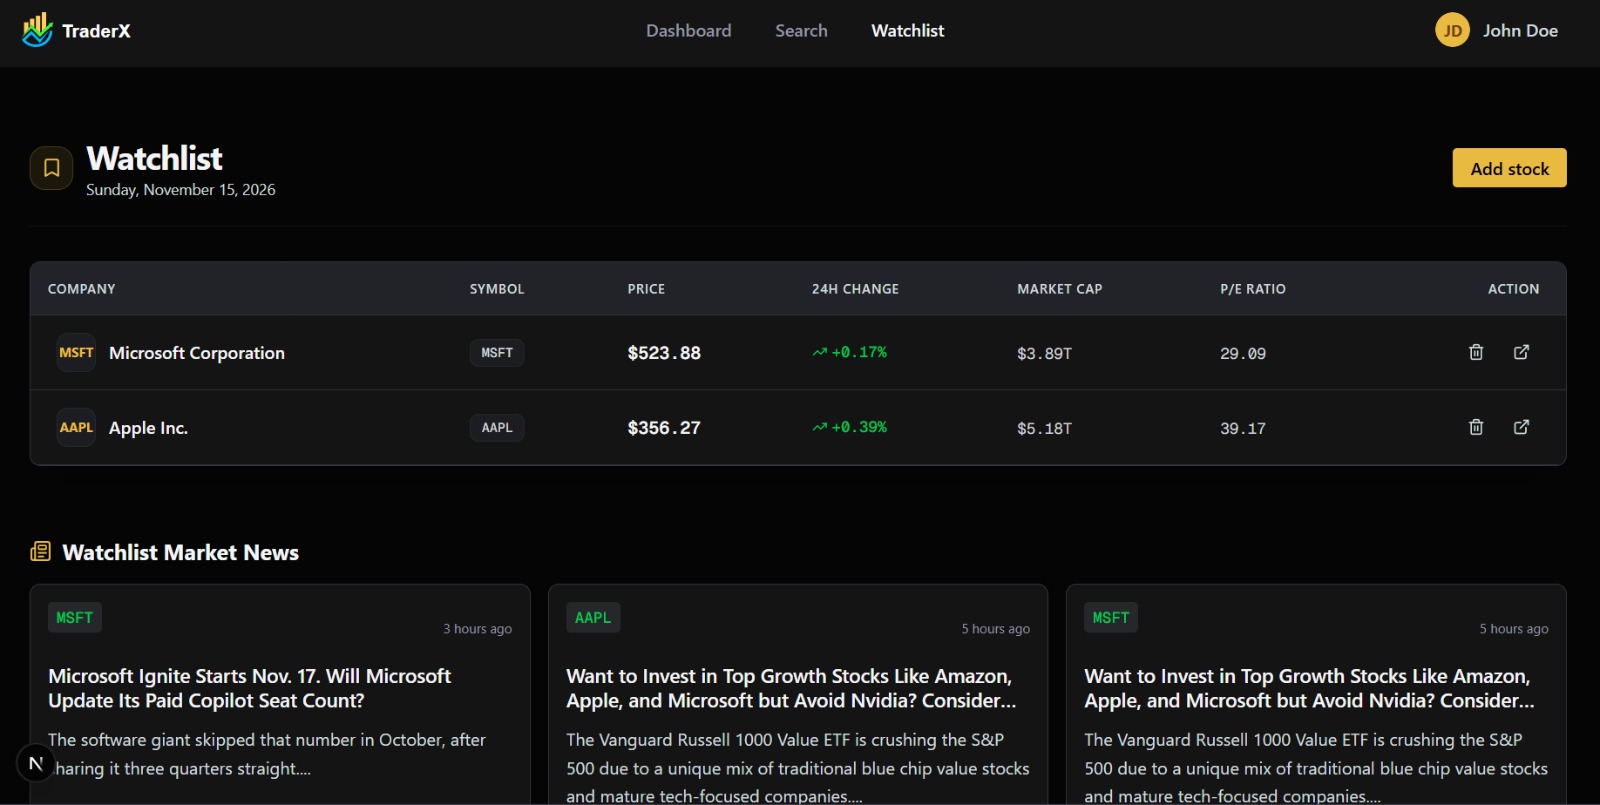 TraderX
Dashboard Search Watchlist
JD John Doe
Watchlist
Sunday, November 15, 2026
Add stock
COMPANY SYMBOL PRICE 24H CHANGE MARKET CAP P/E RATIO ACTION
MSFT Microsoft Corporation MSFT $523.88 +0.17% $3.89T 29.09
AAPL Apple Inc. AAPL $356.27 +0.39% $5.18T 39.17
Watchlist Market News
MSFT
3 hours ago
Microsoft Ignite Starts Nov. 17. Will Microsoft
Update Its Paid Copilot Seat Count?
The software giant skipped that number in October, after
haring it three quarters straight....
N
AAPL
5 hours ago
Want to Invest in Top Growth Stocks Like Amazon,
Apple, and Microsoft but Avoid Nvidia? Consider...
The Vanguard Russell 1000 Value ETF is crushing the S&P
500 due to a unique mix of traditional blue chip value stocks
and mature tech-focused companies....
MSFT
5 hours ago
Want to Invest in Top Growth Stocks Like Amazon,
Apple, and Microsoft but Avoid Nvidia? Consider...
The Vanguard Russell 1000 Value ETF is crushing the S&P
500 due to a unique mix of traditional blue chip value stocks
and mature tech-focused companies....